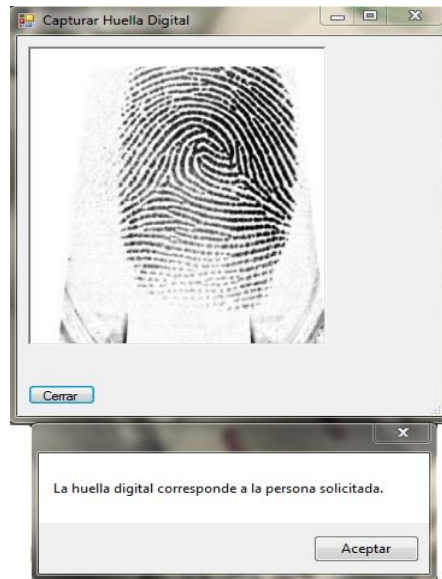 Capturar Huella Digital
Cerrar
La huella digital corresponde a la persona solicitada.
Aceptar